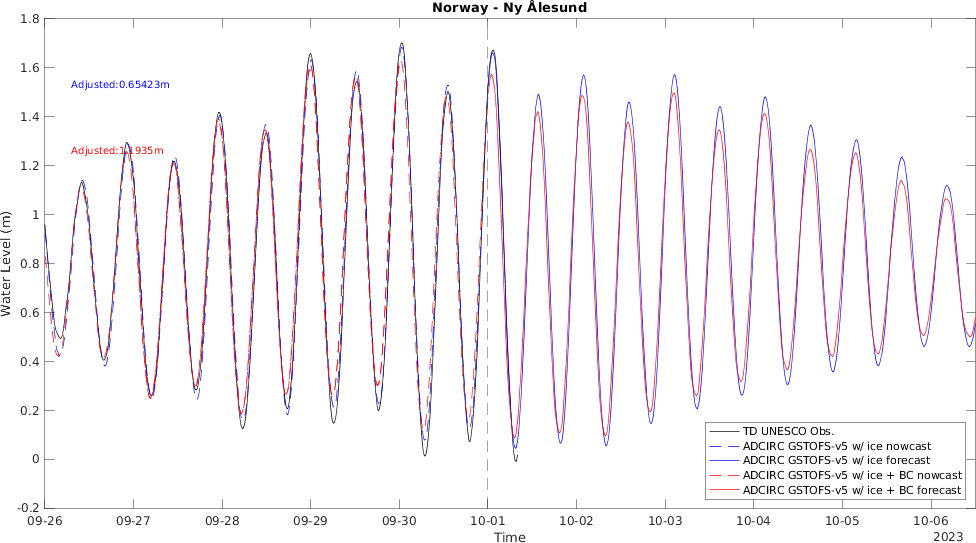 Norway - Ny Ålesund
1.8
1.6
1.4
1.2
1
0.8
0.6
0.4
0.2
0
-0.2
Water Level (m)
Adjusted:0.65423m
Adjusted:1.1935m
TD UNESCO Obs.
ADCIRC GSTOFS-v5 w/ ice nowcast
ADCIRC GSTOFS-v5 w/ ice forecast
ADCIRC GSTOFS-v5 w/ ice + BC nowcast
ADCIRC GSTOFS-v5 w/ ice + BC forecast
09-26 09-27 09-28 09-29 09-30 10-01 10-02 10-03 10-04 10-05 10-06
Time
2023